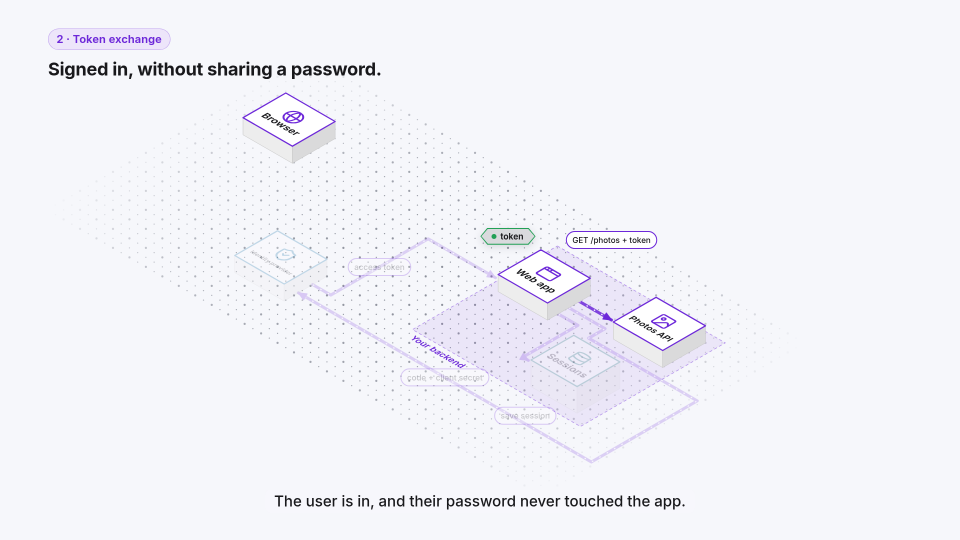 2 · Token exchange
Signed in, without sharing a password.
Browser
token
GET /photos + token
Web app
access token
Photos API
Your backend
Sessions
code + client secret
save session
The user is in, and their password never touched the app.